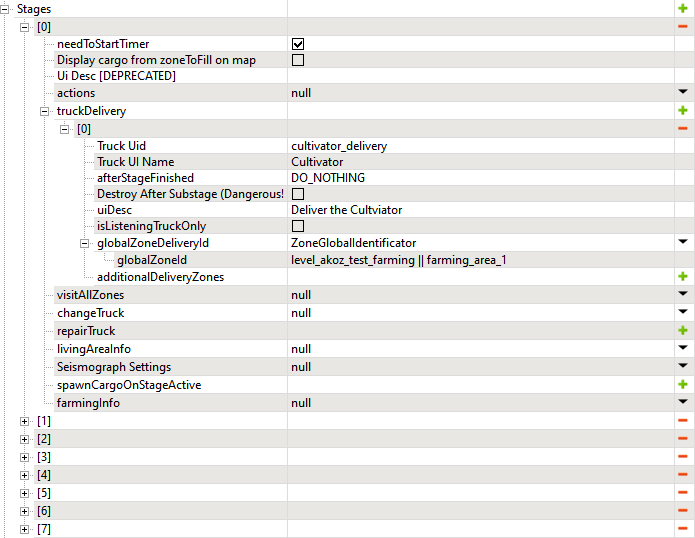 Stages
[0]
needToStartTimer
Display cargo from zoneToFill on map
Ui Desc [DEPRECATED]
actions null
truckDelivery
[0]
Truck Uid cultivator_delivery
Truck UI Name Cultivator
afterStageFinished DO_NOTHING
Destroy After Substage (Dangerous!
uiDesc Deliver the Cultviator
isListeningTruckOnly
globalZoneDeliveryId ZoneGlobalIdentificator
globalZoneId level_akoz_test_farming || farming_area_1
additionalDeliveryZones
visitAllZones null
changeTruck null
repairTruck
livingAreaInfo null
Seismograph Settings null
spawnCargoOnStageActive
farmingInfo null
[1]
[2]
[3]
[4]
[5]
[6]
[7]